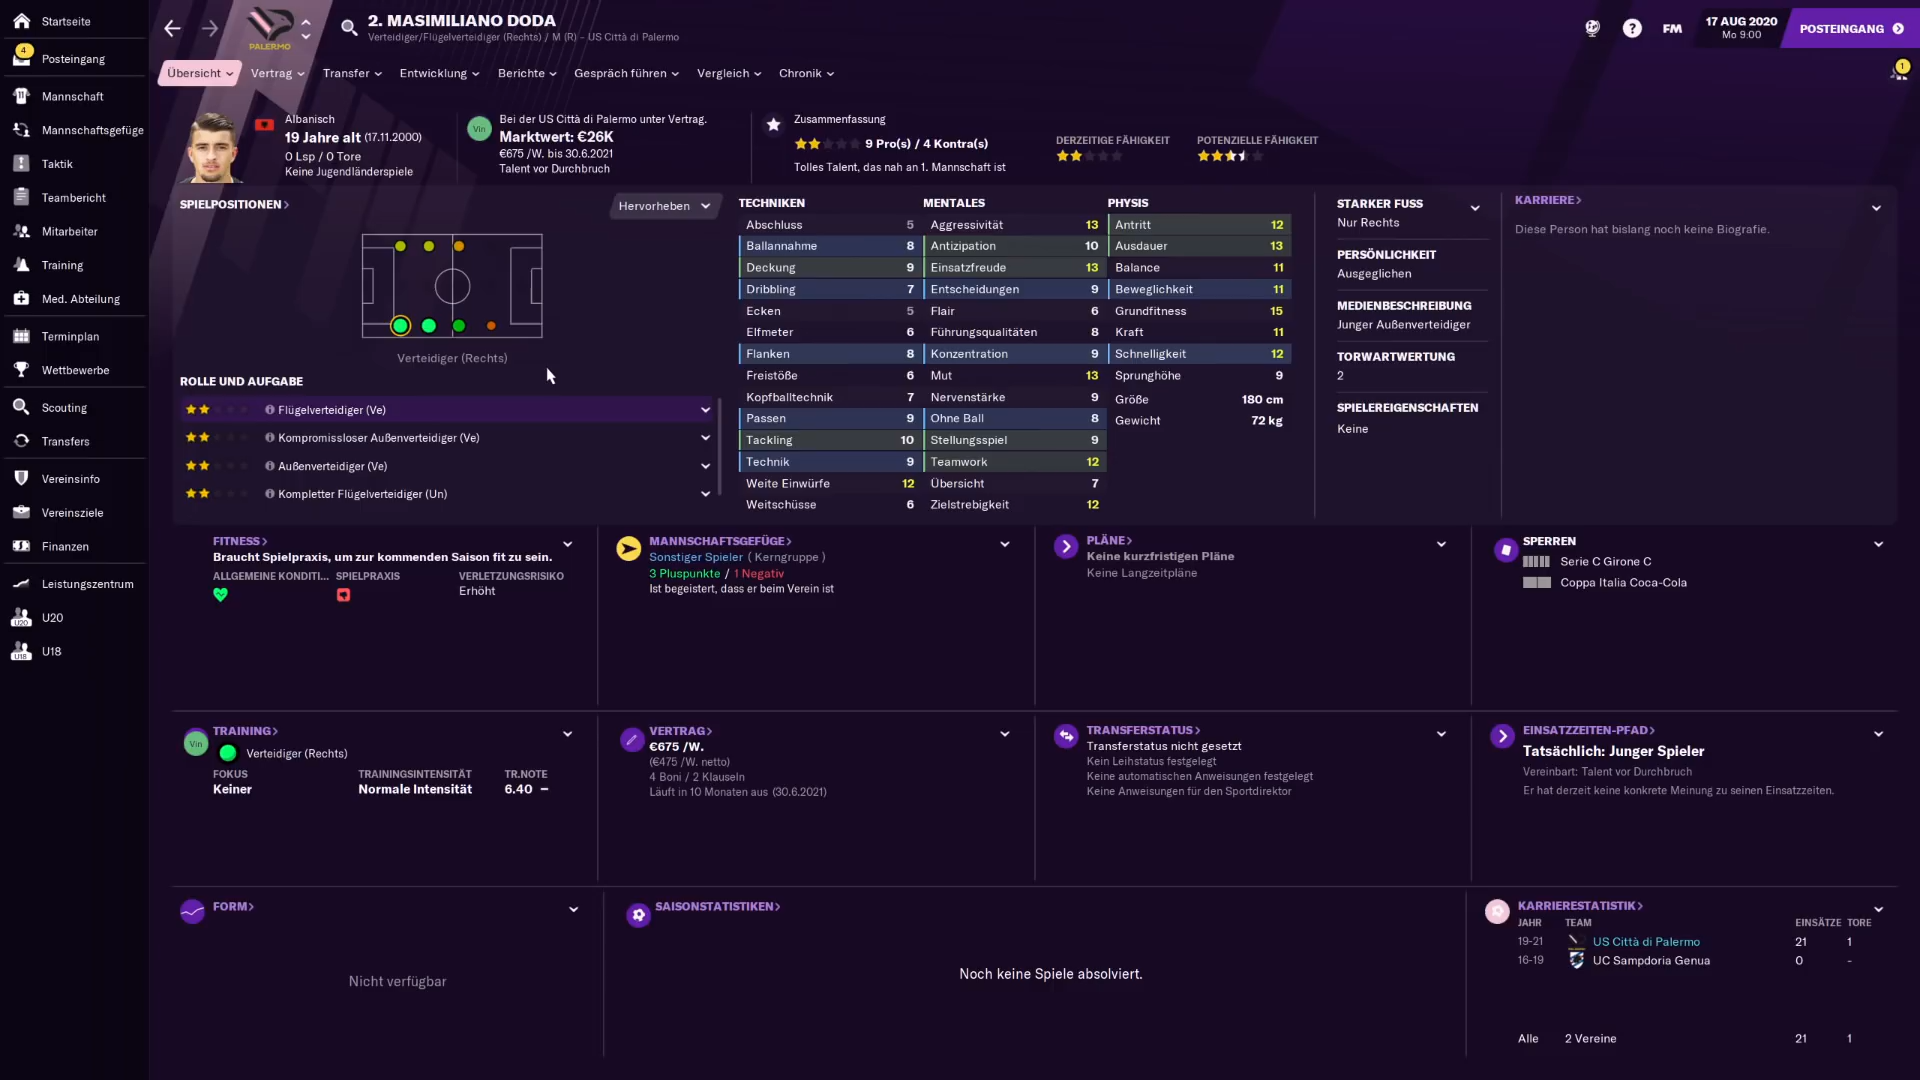 Startseite
4
Posteingang
Mannschaft
Mannschaftsgefüge
Taktik
Teambericht
Mitarbeiter
Training
Med. Abteilung
Terminplan
Wettbewerbe
Scouting
Transfers
Vereinsinfo
Vereinsziele
Finanzen
Leistungszentrum
U20
U20
U18
U18
PALERMO
2. MASIMILIANO DODA
Verteidiger/Flügelverteidiger (Rechts) / M (R) - US Città di Palermo
FM
17 AUG 2020
Mo 9:00
POSTEINGANG
1
Übersicht Vertrag Transfer Entwicklung Berichte Gespräch führen Vergleich Chronik
Albanisch
19 Jahre alt (17.11.2000)
0 Lsp / 0 Tore
Keine Jugendländerspiele
Vin
Bei der US Città di Palermo unter Vertrag.
Marktwert: €26K
€675 /W. bis 30.6.2021
Talent vor Durchbruch
Zusammenfassung
9 Pro(s) / 4 Kontra(s)
Tolles Talent, das nah an 1. Mannschaft ist
DERZEITIGE FÄHIGKEIT
POTENZIELLE FÄHIGKEIT
SPIELPOSITIONEN
Hervorheben
Verteidiger (Rechts)
ROLLE UND AUFGABE
Flügelverteidiger (Ve)
Kompromissloser Außenverteidiger (Ve)
Außenverteidiger (Ve)
Kompletter Flügelverteidiger (Un)
TECHNIKEN
Abschluss 5
Ballannahme 8
Deckung 9
Dribbling 7
Ecken 5
Elfmeter 6
Flanken 8
Freistöße 6
Kopfballtechnik 7
Passen 9
Tackling 10
Technik 9
Weite Einwürfe 12
Weitschüsse 6
MENTALES
Aggressivität 13
Antizipation 10
Einsatzfreude 13
Entscheidungen 9
Flair 6
Führungsqualitäten 8
Konzentration 9
Mut 13
Nervenstärke 9
Ohne Ball 8
Stellungsspiel 9
Teamwork 12
Übersicht 7
Zielstrebigkeit 12
PHYSIS
Antritt 12
Ausdauer 13
Balance 11
Beweglichkeit 11
Grundfitness 15
Kraft 11
Schnelligkeit 12
Sprunghöhe 9
Größe 180 cm
Gewicht 72 kg
STARKER FUSS
Nur Rechts
PERSÖNLICHKEIT
Ausgeglichen
MEDIENBESCHREIBUNG
Junger Außenverteidiger
TORWARTWERTUNG
2
SPIELEREIGENSCHAFTEN
Keine
KARRIERE
Diese Person hat bislang noch keine Biografie.
FITNESS
Braucht Spielpraxis, um zur kommenden Saison fit zu sein.
ALLGEMEINE KONDITI... SPIELPRAXIS VERLETZUNGSRISIKO
Erhöht
MANNSCHAFTSGEFÜGE
Sonstiger Spieler ( Kerngruppe )
3 Pluspunkte / 1 Negativ
Ist begeistert, dass er beim Verein ist
PLÄNE
Keine kurzfristigen Pläne
Keine Langzeitpläne
SPERREN
Serie C Girone C
Coppa Italia Coca-Cola
Vin
TRAINING
Verteidiger (Rechts)
FOKUS TRAININGSINTENSITÄT TR.NOTE
Keiner Normale Intensität 6.40 –
VERTRAG
€675 /W.
(€475 /W. netto)
4 Boni / 2 Klauseln
Läuft in 10 Monaten aus (30.6.2021)
TRANSFERSTATUS
Transferstatus nicht gesetzt
Kein Leihstatus festgelegt
Keine automatischen Anweisungen festgelegt
Keine Anweisungen für den Sportdirektor
EINSATZZEITEN-PFAD
Tatsächlich: Junger Spieler
Vereinbart: Talent vor Durchbruch
Er hat derzeit keine konkrete Meinung zu seinen Einsatzzeiten.
FORM
Nicht verfügbar
SAISONSTATISTIKEN
Noch keine Spiele absolviert.
KARRIERESTATISTIK
JAHR TEAM EINSÄTZE TORE
19-21 US Città di Palermo 21 1
16-19 UC Sampdoria Genua 0 -
Alle 2 Vereine 21 1